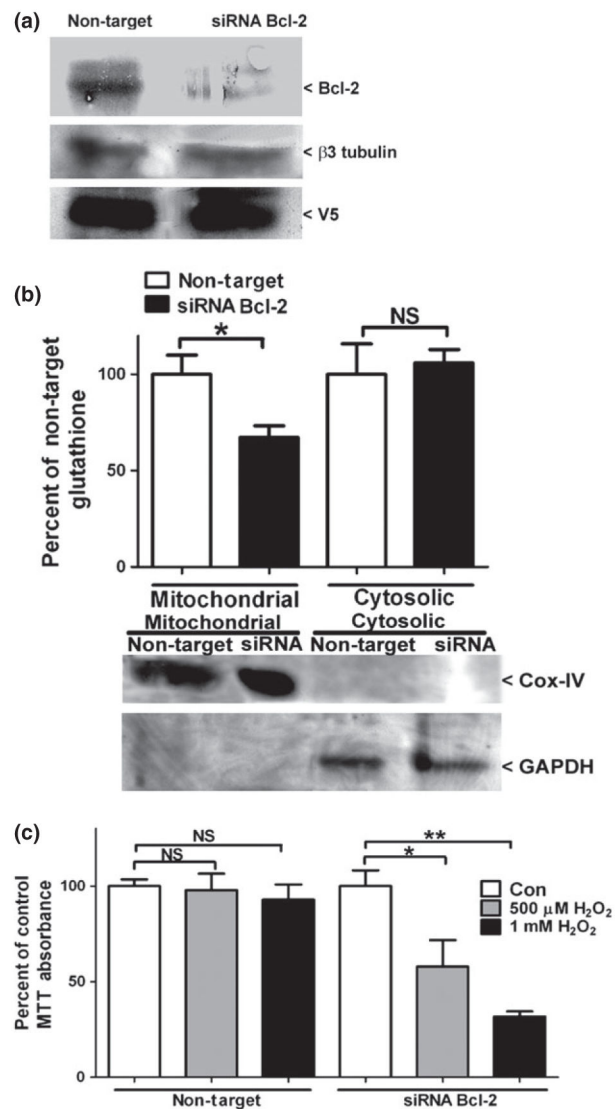 (a)
Non-target siRNA Bcl-2
< Bcl-2
< β3 tubulin
< V5
(b)
Non-target
siRNA Bcl-2
* NS
Percent of non-target
glutathione
100
50
0
Mitochondrial Cytosolic
Mitochondrial Cytosolic
Non-target siRNA Non-target siRNA
< Cox-IV
< GAPDH
(c)
NS
NS
**
*
Con
500 μM H₂O₂
1 mM H₂O₂
Percent of control
MTT absorbance
100
50
0
Non-target siRNA Bcl-2